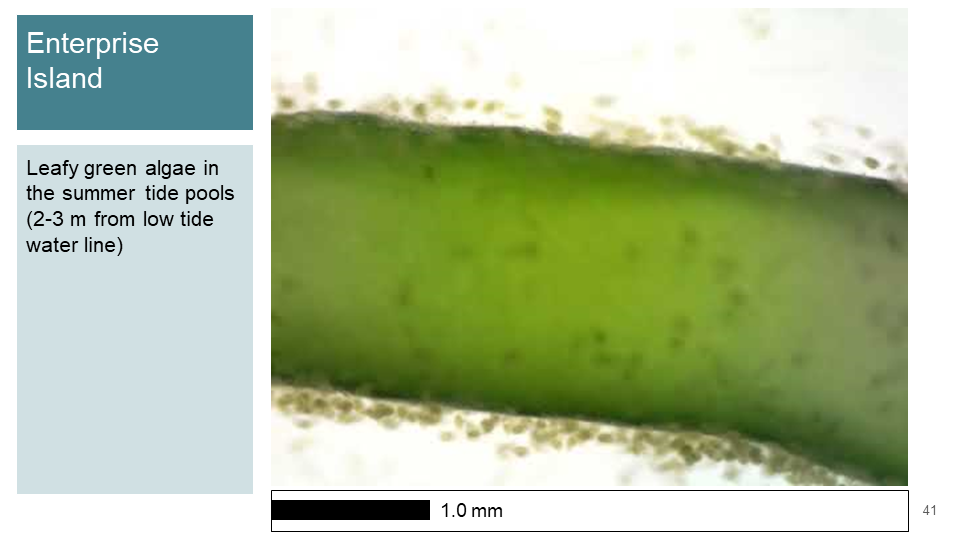 Enterprise
Island
Leafy green algae in
the summer tide pools
(2-3 m from low tide
water line)
1.0 mm
41